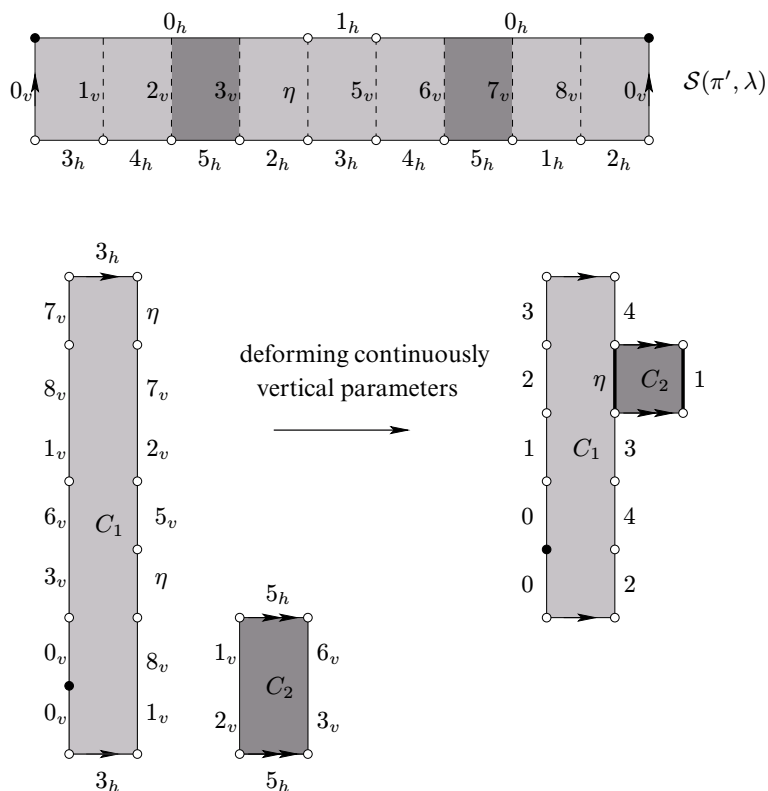 0_h 1_h 0_h
0_v 1_v 2_v 3_v η 5_v 6_v 7_v 8_v 0_v S(π′, λ)
3_h 4_h 5_h 2_h 3_h 4_h 5_h 1_h 2_h
3_h
7_v η
8_v 7_v
1_v 2_v
6_v C_1 5_v
3_v η
0_v 8_v
0_v 1_v
3_h
5_h
1_v 6_v
C_2
2_v 3_v
5_h
deforming continuously
vertical parameters
3 4
2 η C_2 1
1 C_1 3
0 4
0 2